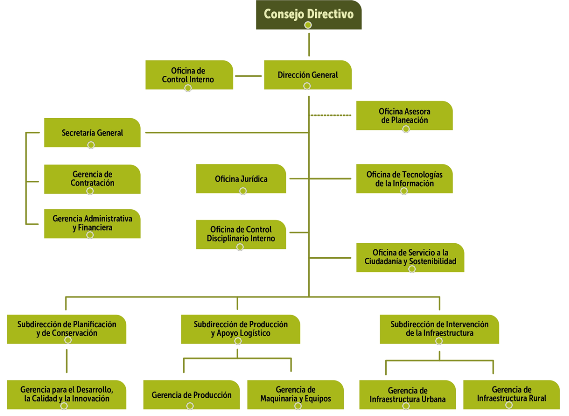 Consejo Directivo
Oficina de
Control Interno
Dirección General
Oficina Asesora
de Planeación
Secretaría General
Gerencia de
Contratación
Oficina Jurídica
Oficina de Tecnologías
de la Información
Gerencia Administrativa
y Financiera
Oficina de Control
Disciplinario Interno
Oficina de Servicio a la
Ciudadanía y Sostenibilidad
Subdirección de Planificación
y de Conservación
Subdirección de Producción
y Apoyo Logístico
Subdirección de Intervención
de la Infraestructura
Gerencia para el Desarrollo,
la Calidad y la Innovación
Gerencia de Producción
Gerencia de
Maquinaria y Equipos
Gerencia de
Infraestructura Urbana
Gerencia de
Infraestructura Rural